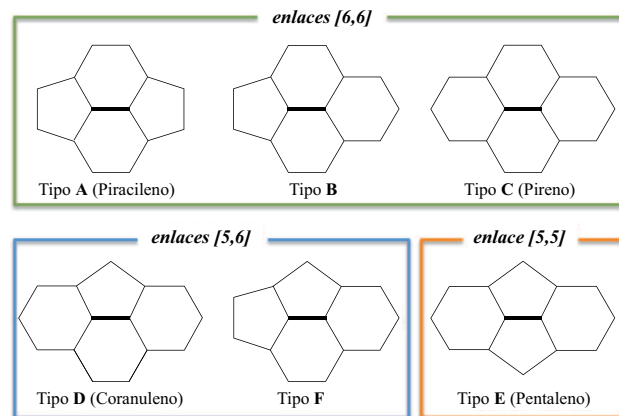 enlaces [6,6]
Tipo A (Piracileno)
Tipo B
Tipo C (Pireno)
enlaces [5,6]
enlace [5,5]
Tipo D (Coranuleno)
Tipo F
Tipo E (Pentaleno)